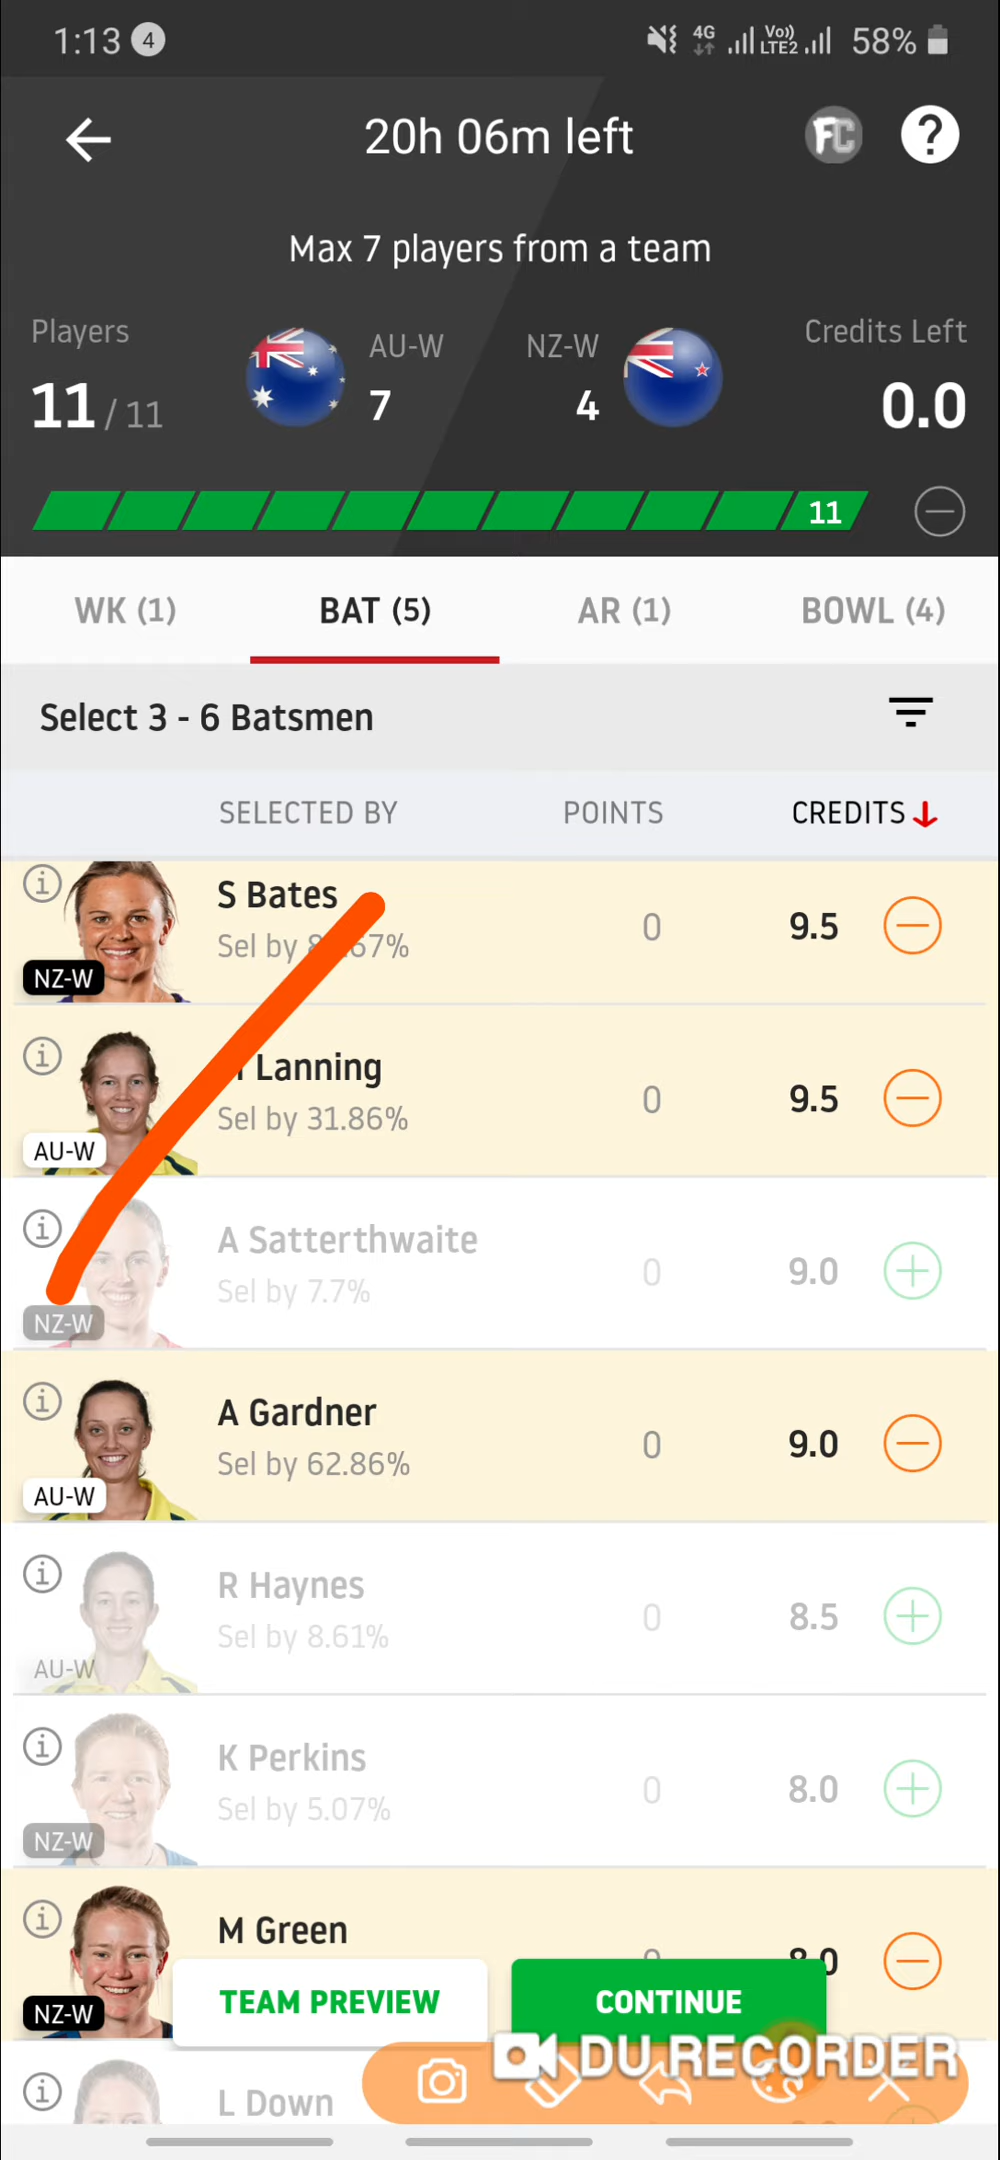 1:13 4 4G Vo)) LTE2 58%
20h 06m left FC ?
Max 7 players from a team
Players AU-W NZ-W Credits Left
11 / 11 7 4 0.0
11
WK (1) BAT (5) AR (1) BOWL (4)
Select 3 - 6 Batsmen
SELECTED BY POINTS CREDITS
S Bates
Sel by 0 9.5
NZ-W
Lanning
Sel by 31.86% 0 9.5
AU-W
A Satterthwaite
Sel by 7.7% 0 9.0
NZ-W
A Gardner
Sel by 62.86% 0 9.0
AU-W
R Haynes
Sel by 8.61% 0 8.5
AU-W
K Perkins
Sel by 5.07% 0 8.0
NZ-W
M Green
NZ-W
TEAM PREVIEW CONTINUE
DU RECORDER
L Down